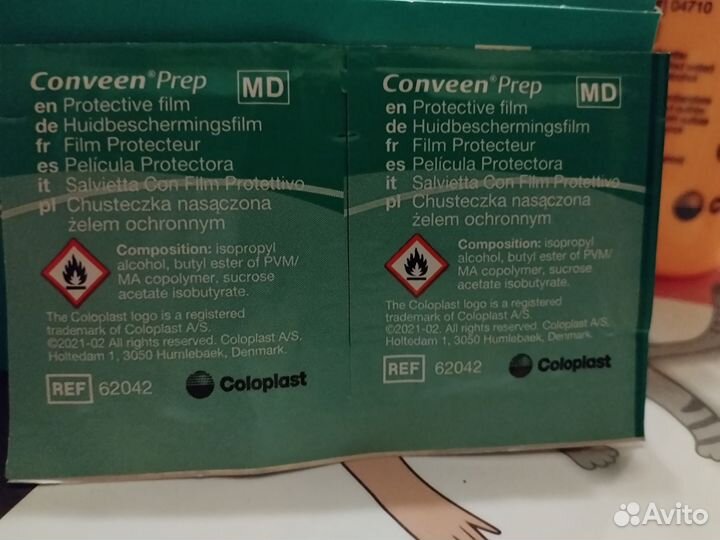 Conveen® Prep MD
en Protective film
de Huidbeschermingsfilm
fr Film Protecteur
es Película Protectora
it Salvietta Con Film Protettivo
pl Chusteczka nasączona
żelem ochronnym
Composition: isopropyl
alcohol, butyl ester of PVM/
MA copolymer, sucrose
acetate isobutyrate.
The Coloplast logo is a registered
trademark of Coloplast A/S.
©2021-02. All rights reserved. Coloplast A/S,
Holtedam 1, 3050 Humlebaek, Denmark.
REF 62042 Coloplast
Conveen® Prep MD
en Protective film
de Huidbeschermingsfilm
fr Film Protecteur
es Película Protectora
it Salvietta Con Film Protettivo
pl Chusteczka nasączona
żelem ochronnym
Composition: isopropyl
alcohol, butyl ester of PVM/
MA copolymer, sucrose
acetate isobutyrate.
The Coloplast logo is a registered
trademark of Coloplast A/S.
©2021-02. All rights reserved. Coloplast A/S,
Holtedam 1, 3050 Humlebaek, Denmark.
REF 62042 Coloplast
04710
Coloplast
Avito